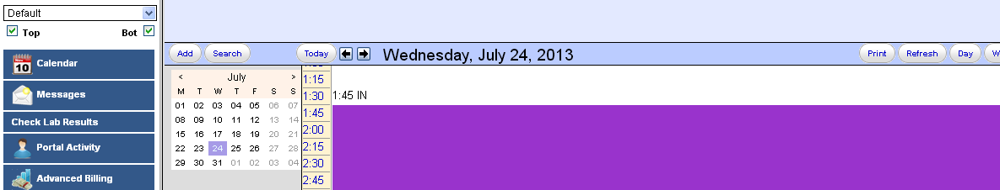 Default
Top Bot
Nov 10 Calendar
Messages
Check Lab Results
Portal Activity
Advanced Billing
Add Search Today Wednesday, July 24, 2013 Print Refresh Day
< July >
M T W T F S S
01 02 03 04 05 06 07
08 09 10 11 12 13 14
15 16 17 18 19 20 21
22 23 24 25 26 27 28
29 30 31 01 02 03 04
1:15
1:30
1:45
2:00
2:15
2:30
2:45
1:45 IN